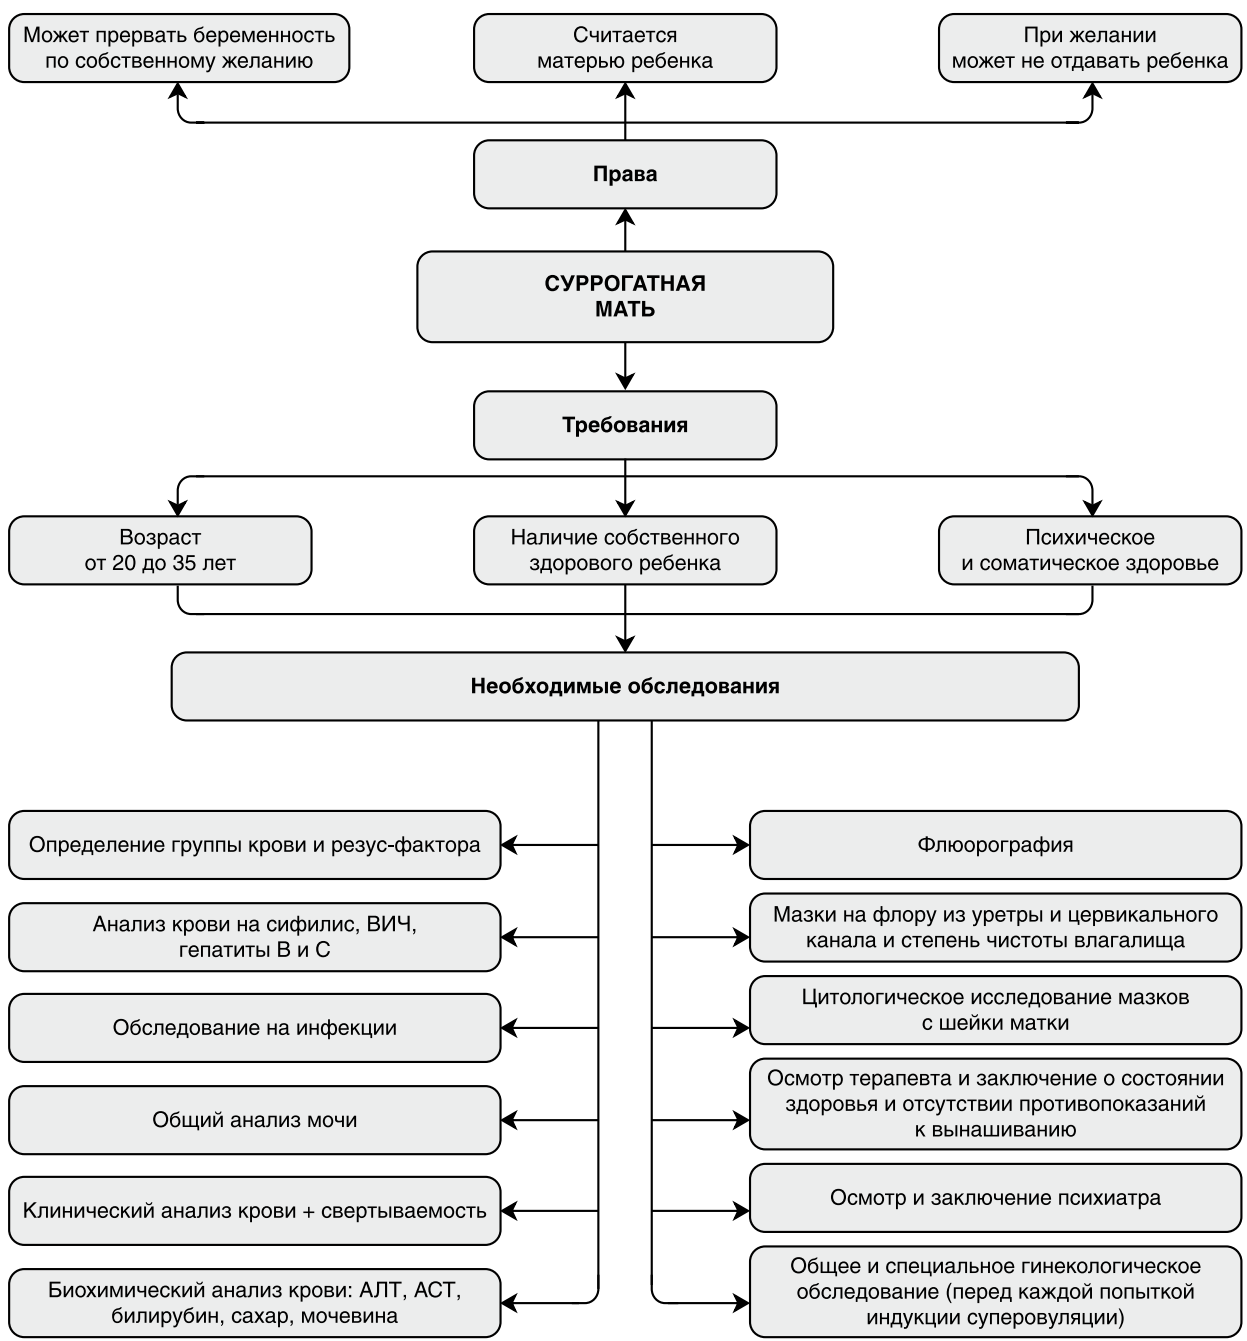 Может прервать беременность
по собственному желанию
Считается
матерью ребенка
При желании
может не отдавать ребенка
Права
СУРРОГАТНАЯ
МАТЬ
Требования
Возраст
от 20 до 35 лет
Наличие собственного
здорового ребенка
Психическое
и соматическое здоровье
Необходимые обследования
Определение группы крови и резус-фактора
Анализ крови на сифилис, ВИЧ,
гепатиты В и С
Обследование на инфекции
Общий анализ мочи
Клинический анализ крови + свертываемость
Биохимический анализ крови: АЛТ, АСТ,
билирубин, сахар, мочевина
Флюорография
Мазки на флору из уретры и цервикального
канала и степень чистоты влагалища
Цитологическое исследование мазков
с шейки матки
Осмотр терапевта и заключение о состоянии
здоровья и отсутствии противопоказаний
к вынашиванию
Осмотр и заключение психиатра
Общее и специальное гинекологическое
обследование (перед каждой попыткой
индукции суперовуляции)